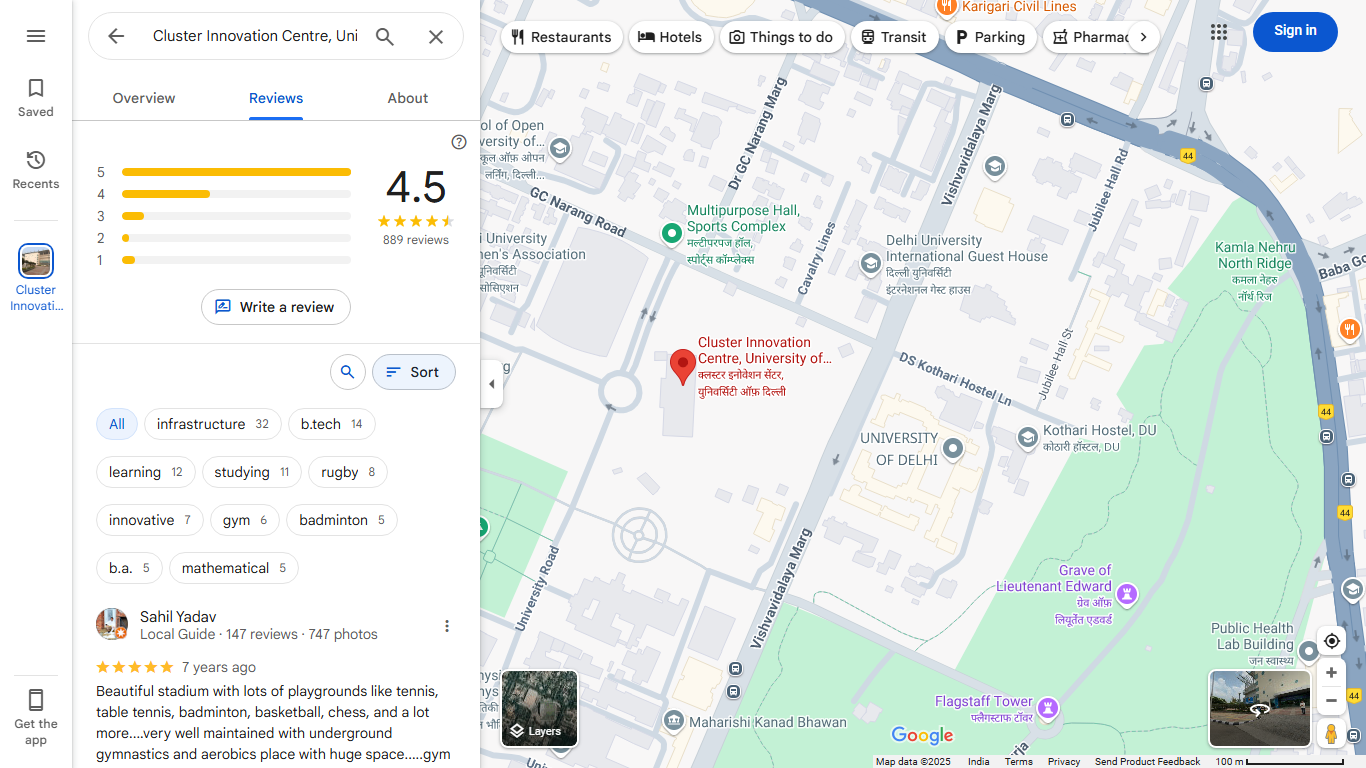 Saved
Recents
Cluster
Innovati...
Get the
app
Cluster Innovation Centre, Uni
Overview
Reviews
About
5
4
3
2
1
4.5
889 reviews
Write a review
Sort
All
infrastructure 32
b.tech 14
learning 12
studying 11
rugby 8
innovative 7
gym 6
badminton 5
b.a. 5
mathematical 5
Sahil Yadav
Local Guide · 147 reviews · 747 photos
7 years ago
Beautiful stadium with lots of playgrounds like tennis,
table tennis, badminton, basketball, chess, and a lot
more....very well maintained with underground
gymnastics and aerobics place with huge space.....gym
Restaurants
Hotels
Things to do
Transit
Parking
Pharmac
Sign in
Karigari Civil Lines
ol of Open
versity of...
कूल ऑफ़ ओपन
लर्निंग, दिल्ली...
Dr GC Narang Marg
Vishvavidalaya Marg
Jubilee Hall Rd
44
GC Narang Road
Multipurpose Hall,
Sports Complex
मल्टीपरपज हॉल,
स्पोर्ट्स कॉम्प्लेक्स
Cavalry Lines
Delhi University
International Guest House
दिल्ली युनिवर्सिटी
इंटरनेशनल गेस्ट हाउस
i University
en's Association
सोसिएशन
Kamla Nehru
North Ridge
कमला नेहरु
नॉर्थ रिज
Baba Go
Cluster Innovation
Centre, University of...
क्लस्टर इनोवेशन सेंटर,
युनिवर्सिटी ऑफ़ दिल्ली
DS Kothari Hostel Ln
Jubilee Hall St
g
44
UNIVERSITY
OF DELHI
Kothari Hostel, DU
कोठारी हॉस्टल, DU
44
University Road
Vishvavidalaya Marg
Grave of
Lieutenant Edward
ग्रेव ऑफ़
लियूतेंत एडवर्ड
Public Health
Lab Building
जन स्वास्थ्य
44
Flagstaff Tower
फ्लैगस्टाफ टॉवर
Maharishi Kanad Bhawan
Layers
Google
Map data ©2025
India
Terms
Privacy
Send Product Feedback
100 m